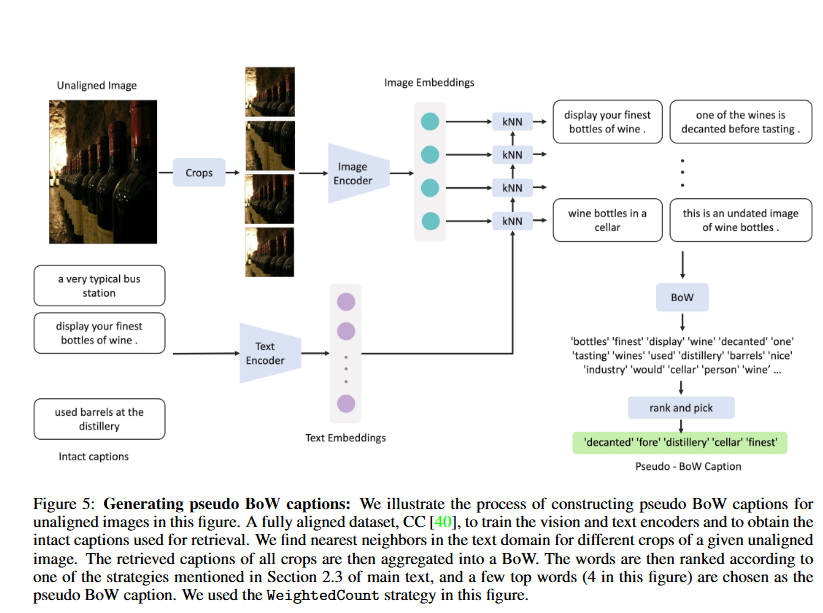 Unaligned Image
Image Embeddings
Crops
Image
Encoder
kNN
kNN
kNN
kNN
display your finest
bottles of wine .
one of the wines is
decanted before tasting .
wine bottles in a
cellar
this is an undated image
of wine bottles .
a very typical bus
station
display your finest
bottles of wine .
used barrels at the
distillery
Intact captions
Text
Encoder
Text Embeddings
BoW
'bottles' 'finest' 'display' 'wine' 'decanted' 'one'
'tasting' 'wines' 'used' 'distillery' 'barrels' 'nice'
'industry' 'would' 'cellar' 'person' 'wine' ...
rank and pick
'decanted' 'fore' 'distillery' 'cellar' 'finest'
Pseudo - BoW Caption
Figure 5: Generating pseudo BoW captions: We illustrate the process of constructing pseudo BoW captions for
unaligned images in this figure. A fully aligned dataset, CC [40], to train the vision and text encoders and to obtain the
intact captions used for retrieval. We find nearest neighbors in the text domain for different crops of a given unaligned
image. The retrieved captions of all crops are then aggregated into a BoW. The words are then ranked according to
one of the strategies mentioned in Section 2.3 of main text, and a few top words (4 in this figure) are chosen as the
pseudo BoW caption. We used the WeightedCount strategy in this figure.